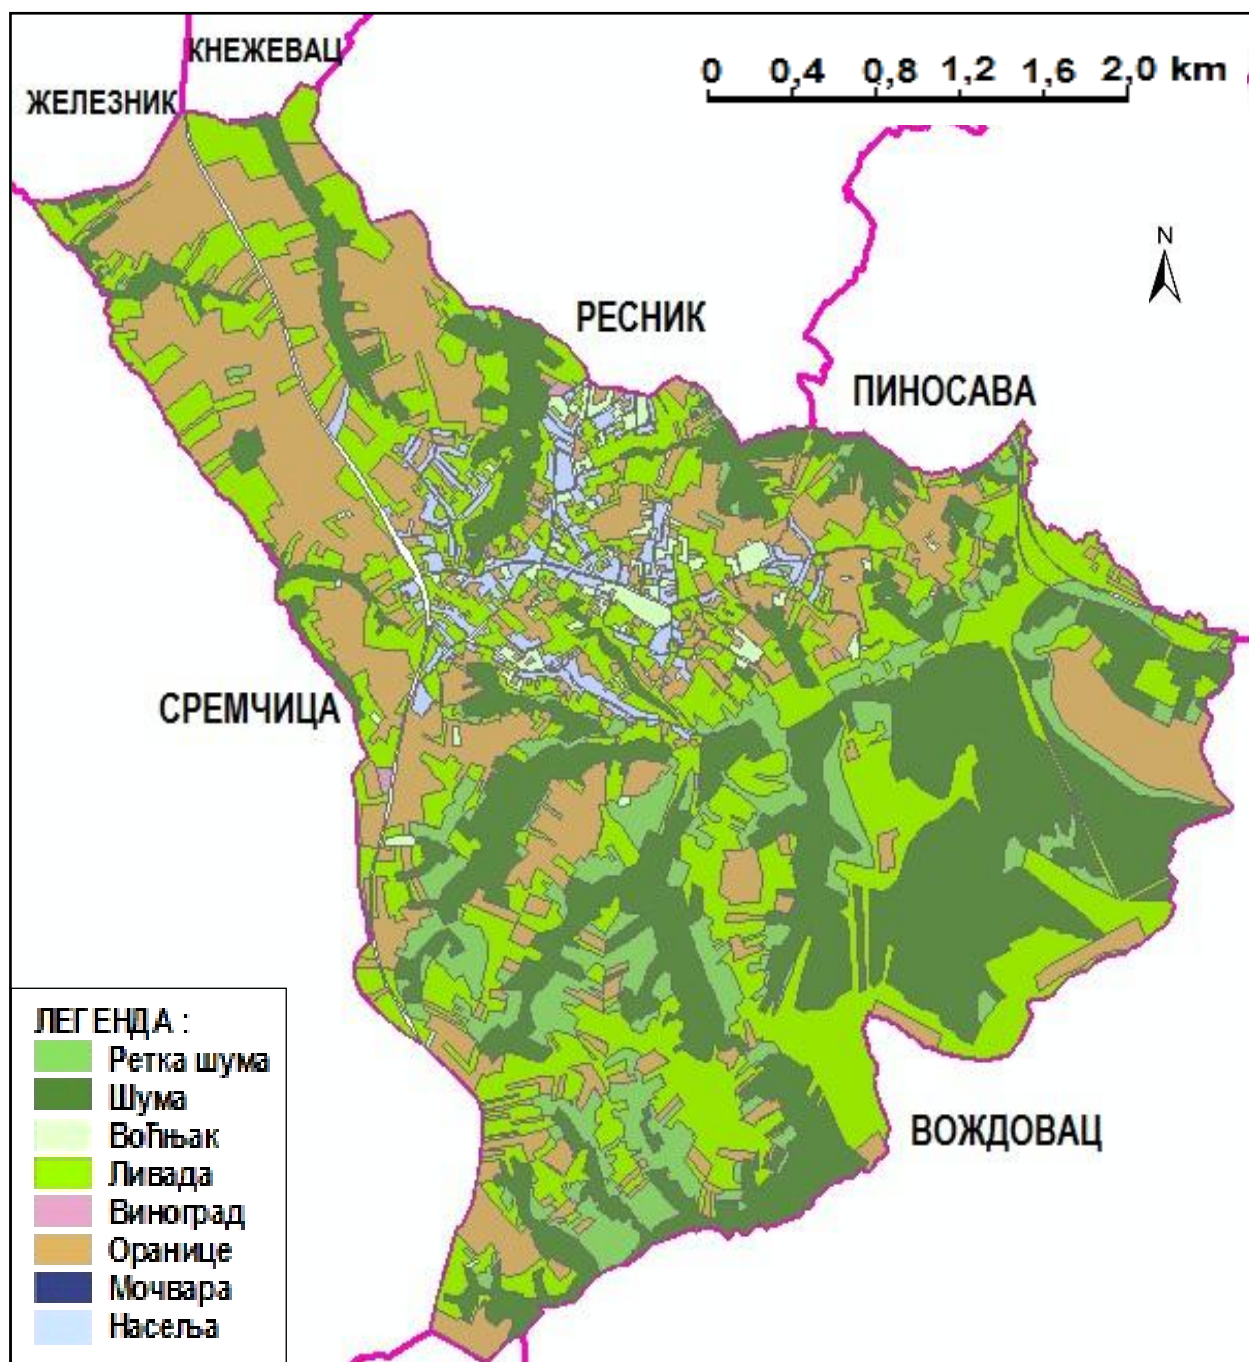 КНЕЖЕВАЦ
ЖЕЛЕЗНИК
0 0,4 0,8 1,2 1,6 2,0 km
N
РЕСНИК
ПИНОСАВА
СРЕМЧИЦА
ВОЖДОВАЦ
ЛЕГЕНДА :
Ретка шума
Шума
Воћњак
Ливада
Виноград
Оранице
Мочвара
Насеља